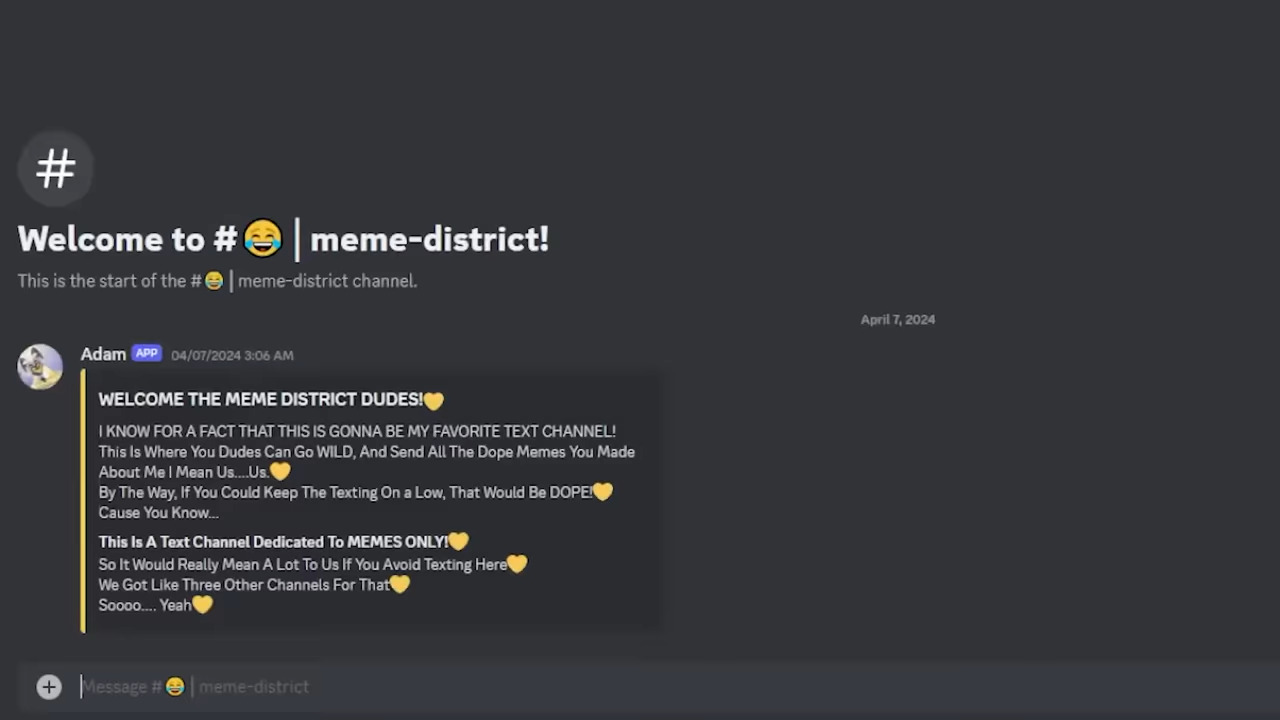 #
Welcome to #😂 | meme-district!
This is the start of the #😂 | meme-district channel.
April 7, 2024
Adam APP 04/07/2024 3:06 AM
WELCOME THE MEME DISTRICT DUDES!💛
I KNOW FOR A FACT THAT THIS IS GONNA BE MY FAVORITE TEXT CHANNEL!
This Is Where You Dudes Can Go WILD, And Send All The Dope Memes You Made
About Me I Mean Us....Us.💛
By The Way, If You Could Keep The Texting On a Low, That Would Be DOPE!💛
Cause You Know...
This Is A Text Channel Dedicated To MEMES ONLY!💛
So It Would Really Mean A Lot To Us If You Avoid Texting Here💛
We Got Like Three Other Channels For That💛
Soooo.... Yeah💛
Message #😂 | meme-district